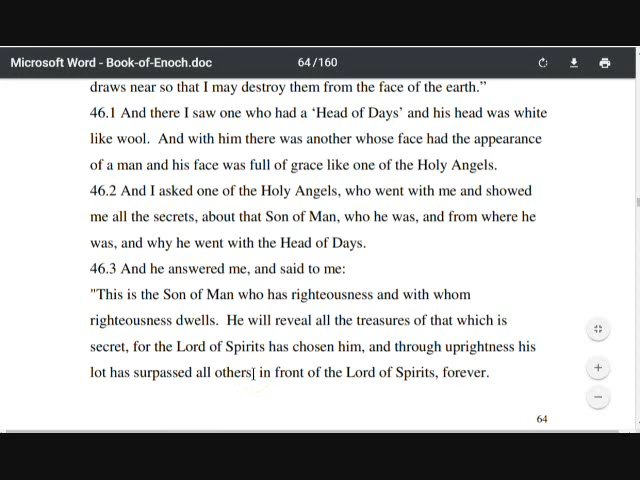 Microsoft Word - Book-of-Enoch.doc 64/160
draws near so that I may destroy them from the face of the earth.”
46.1 And there I saw one who had a ‘Head of Days’ and his head was white
like wool. And with him there was another whose face had the appearance
of a man and his face was full of grace like one of the Holy Angels.
46.2 And I asked one of the Holy Angels, who went with me and showed
me all the secrets, about that Son of Man, who he was, and from where he
was, and why he went with the Head of Days.
46.3 And he answered me, and said to me:
"This is the Son of Man who has righteousness and with whom
righteousness dwells. He will reveal all the treasures of that which is
secret, for the Lord of Spirits has chosen him, and through uprightness his
lot has surpassed all others in front of the Lord of Spirits, forever.
64